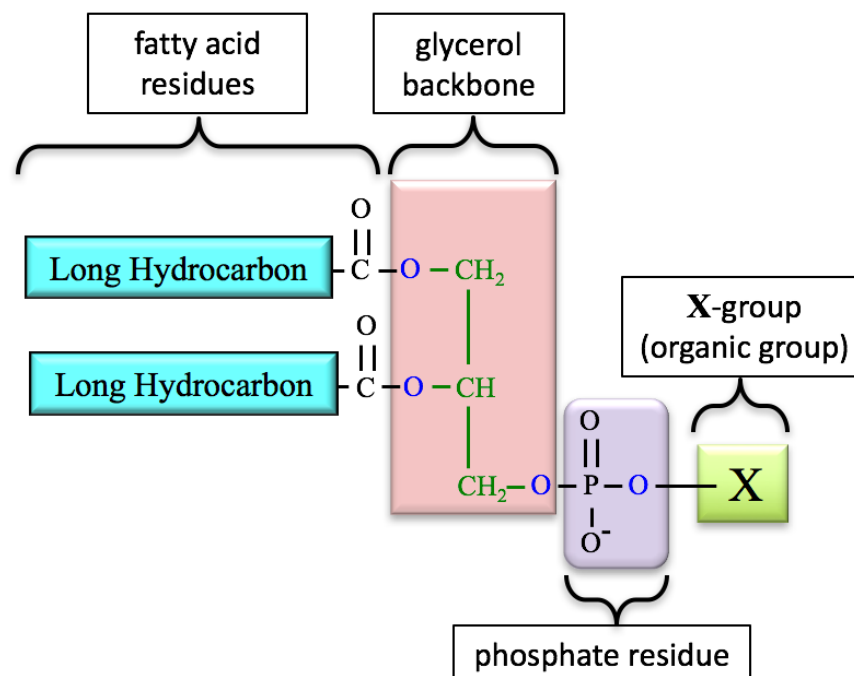 fatty acid
residues
glycerol
backbone
O
Long Hydrocarbon C O CH₂
O
Long Hydrocarbon C O CH
X-group
(organic group)
O
CH₂ O P O X
O-
phosphate residue